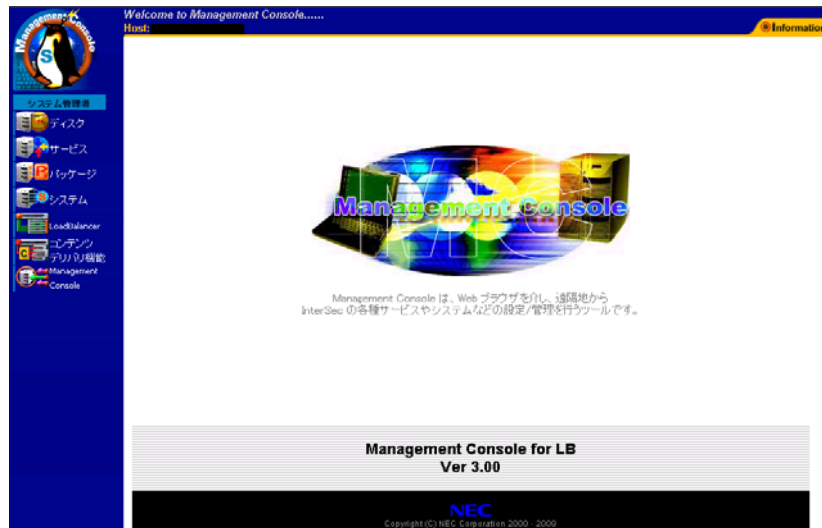 Welcome to Management Console......
Host:
Information
Management Console
S
システム管理者
ディスク
サービス
パッケージ
システム
LoadBalancer
コンテンツ
デリバリ機能
Management
Console
MC
Management Console
Management Console は、Web ブラウザを介し、遠隔地から
InterSec の各種サービスやシステムなどの設定/管理を行うツールです。
Management Console for LB
Ver 3.00
NEC
Copyright(C) NEC Corporation 2000 - 2009